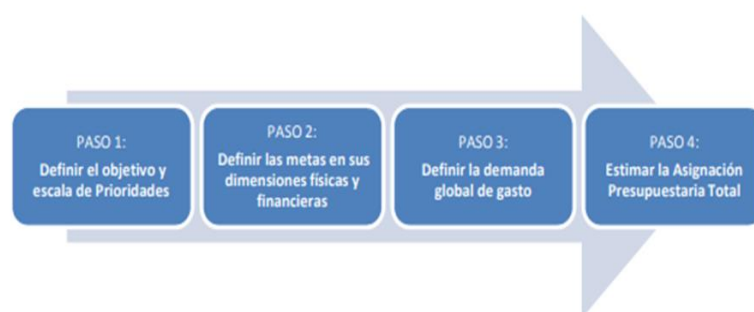 PASO 1:
Definir el objetivo y
escala de Prioridades
PASO 2:
Definir las metas en sus
dimensiones físicas y
financieras
PASO 3:
Definir la demanda
global de gasto
PASO 4:
Estimar la Asignación
Presupuestaria Total